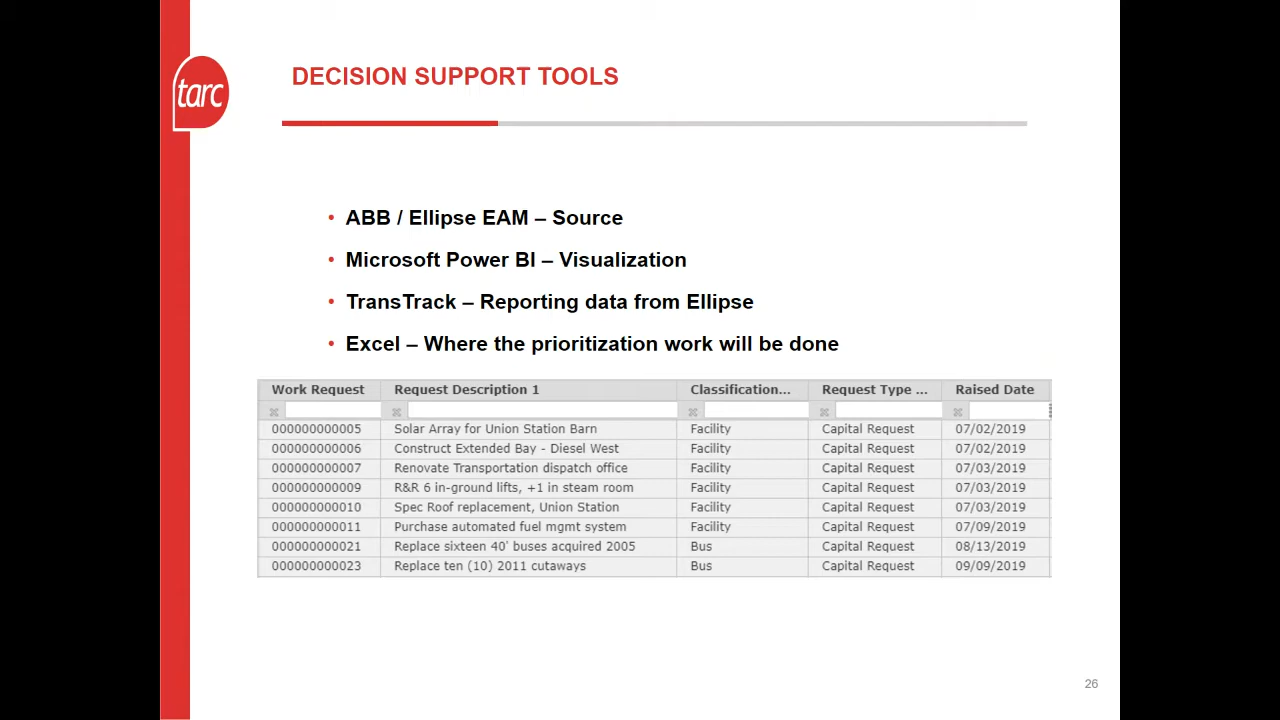 tarc
DECISION SUPPORT TOOLS
• ABB / Ellipse EAM – Source
• Microsoft Power BI – Visualization
• TransTrack – Reporting data from Ellipse
• Excel – Where the prioritization work will be done
Work Request Request Description 1 Classification... Request Type ... Raised Date
000000000005 Solar Array for Union Station Barn Facility Capital Request 07/02/2019
000000000006 Construct Extended Bay - Diesel West Facility Capital Request 07/02/2019
000000000007 Renovate Transportation dispatch office Facility Capital Request 07/03/2019
000000000009 R&R 6 in-ground lifts, +1 in steam room Facility Capital Request 07/03/2019
000000000010 Spec Roof replacement, Union Station Facility Capital Request 07/03/2019
000000000011 Purchase automated fuel mgmt system Facility Capital Request 07/09/2019
000000000021 Replace sixteen 40' buses acquired 2005 Bus Capital Request 08/13/2019
000000000023 Replace ten (10) 2011 cutaways Bus Capital Request 09/09/2019
26